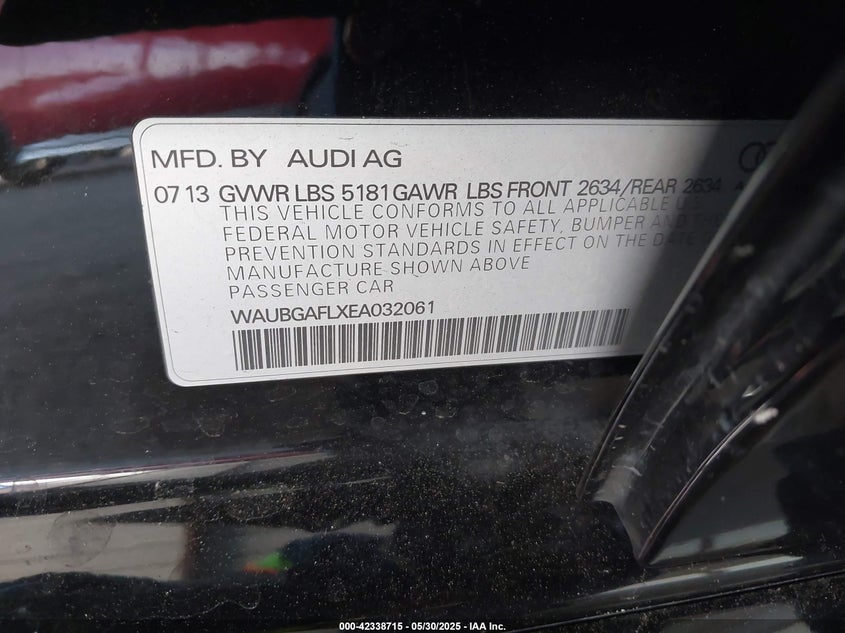 MFD. BY AUDI AG
07 13 GVWR LBS 5181 GAWR LBS FRONT 2634/REAR 2634
THIS VEHICLE CONFORMS TO ALL APPLICABLE U.S.
FEDERAL MOTOR VEHICLE SAFETY, BUMPER AND THE
PREVENTION STANDARDS IN EFFECT ON THE DATE
MANUFACTURE SHOWN ABOVE
PASSENGER CAR
WAUBGAFLXEA032061
000-42338715 - 05/30/2025 - IAA Inc.